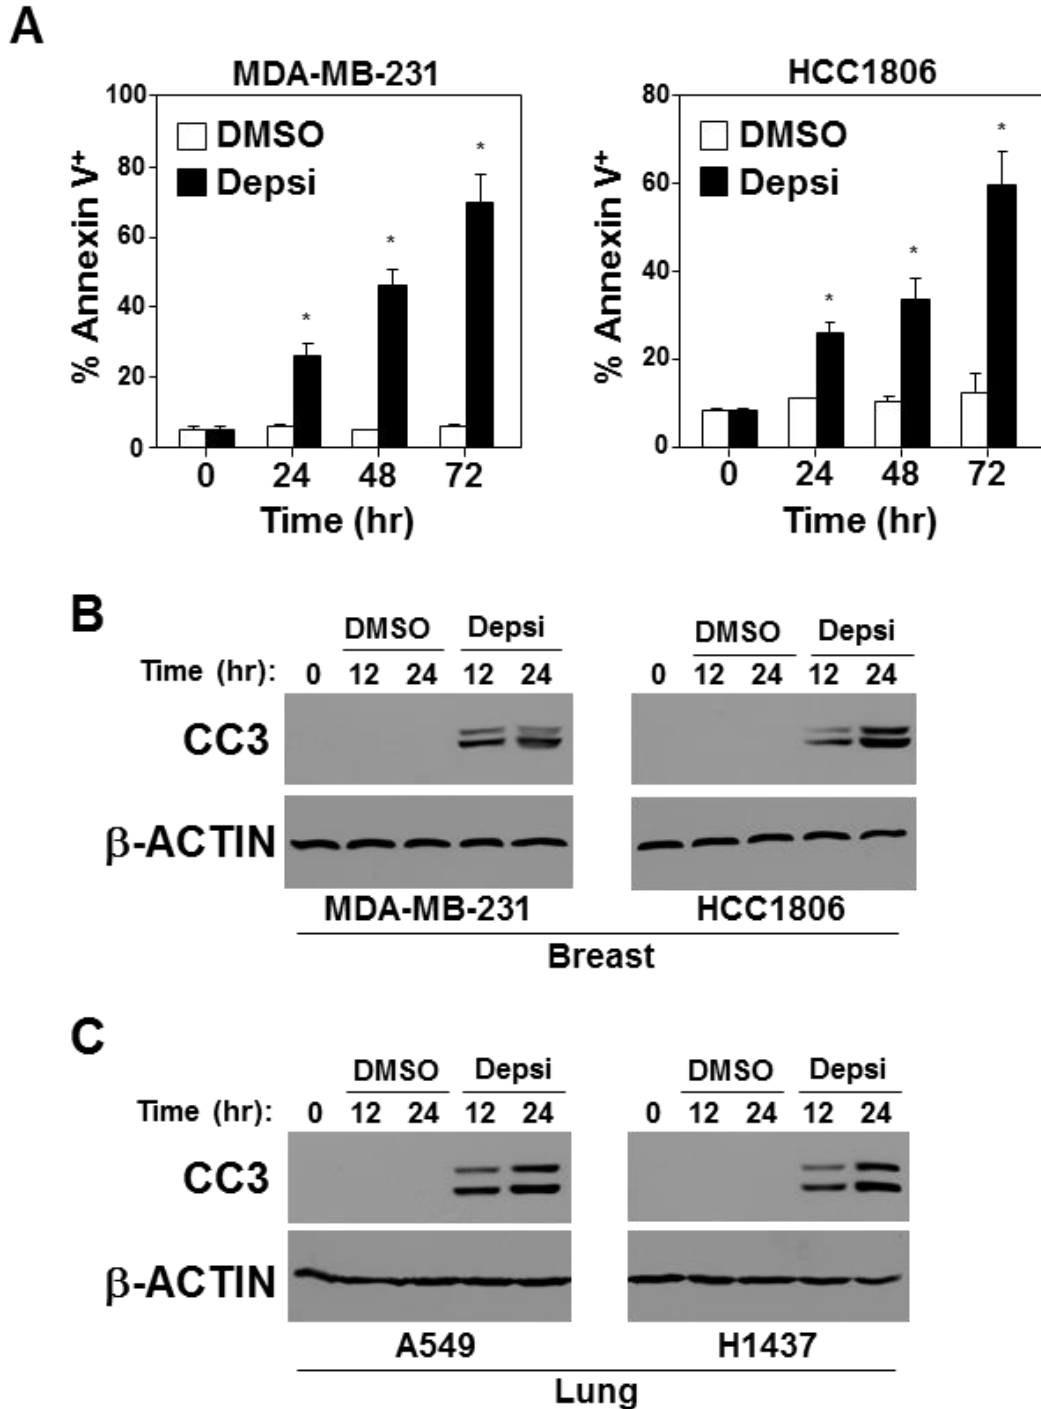 A
MDA-MB-231
100
80
60
40
20
0
% Annexin V+
DMSO
Depsi
*
*
*
0 24 48 72
Time (hr)
HCC1806
80
60
40
20
0
% Annexin V+
DMSO
Depsi
*
*
*
0 24 48 72
Time (hr)
B
DMSO Depsi
Time (hr): 0 12 24 12 24
DMSO Depsi
0 12 24 12 24
CC3
β-ACTIN
MDA-MB-231 HCC1806
Breast
C
DMSO Depsi
Time (hr): 0 12 24 12 24
DMSO Depsi
0 12 24 12 24
CC3
β-ACTIN
A549 H1437
Lung